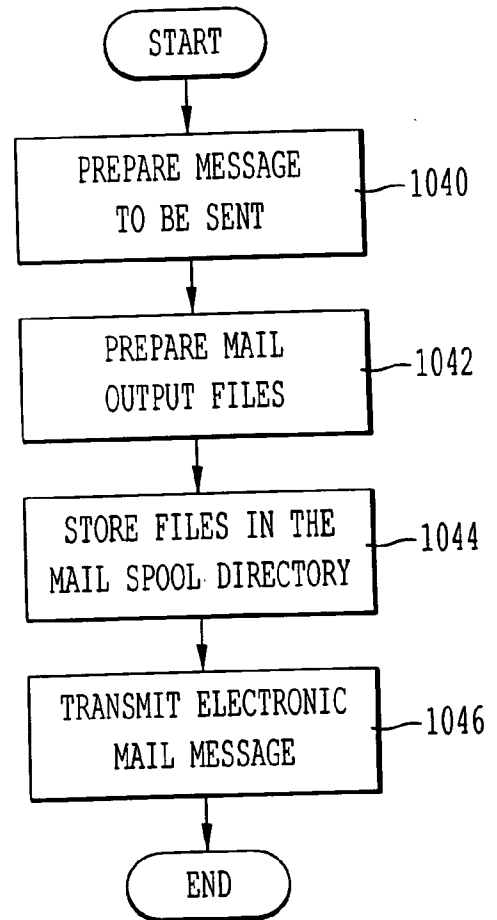 START
PREPARE MESSAGE
TO BE SENT
1040
PREPARE MAIL
OUTPUT FILES
1042
STORE FILES IN THE
MAIL SPOOL DIRECTORY
1044
TRANSMIT ELECTRONIC
MAIL MESSAGE
1046
END